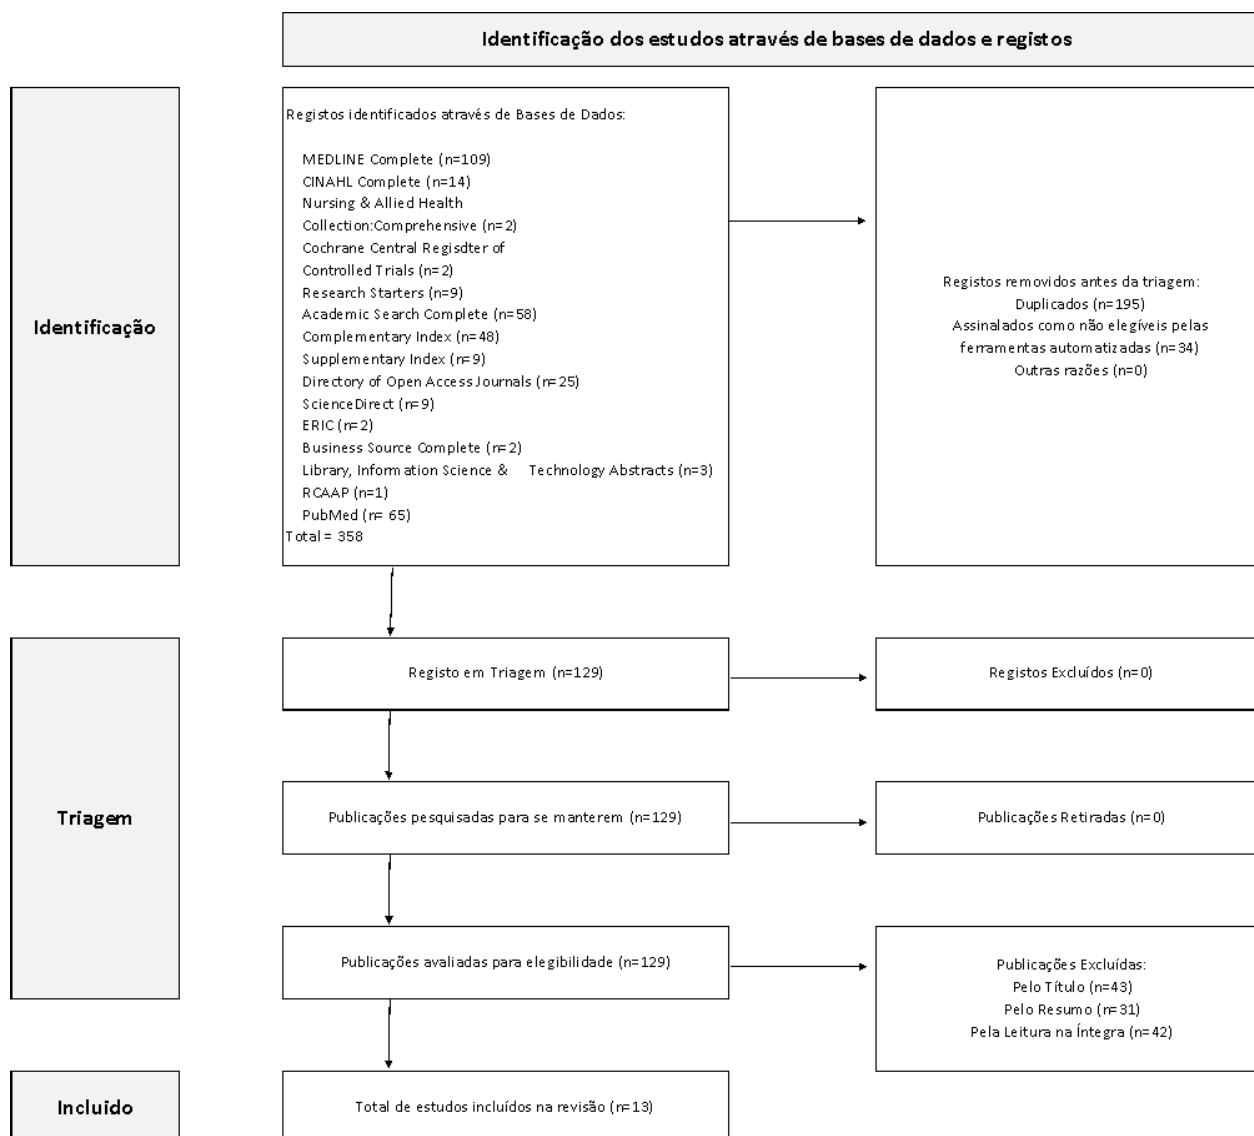 Identificação dos estudos através de bases de dados e registos
Identificação
Registos identificados através de Bases de Dados:
MEDLINE Complete (n=109)
CINAHL Complete (n=14)
Nursing & Allied Health
Collection:Comprehensive (n=2)
Cochrane Central Regisdter of
Controlled Trials (n=2)
Research Starters (n=9)
Academic Search Complete (n=58)
Complementary Index (n=48)
Supplementary Index (n=9)
Directory of Open Access Journals (n=25)
ScienceDirect (n=9)
ERIC (n=2)
Business Source Complete (n=2)
Library, Information Science & Technology Abstracts (n=3)
RCAAP (n=1)
PubMed (n= 65)
Total = 358
Registos removidos antes da triagem:
Duplicados (n=195)
Assinalados como não elegíveis pelas
ferramentas automatizadas (n=34)
Outras razões (n=0)
Triagem
Registo em Triagem (n=129)
Registos Excluídos (n=0)
Publicações pesquisadas para se manterem (n=129)
Publicações Retiradas (n=0)
Publicações avaliadas para elegibilidade (n=129)
Publicações Excluídas:
Pelo Título (n=43)
Pelo Resumo (n=31)
Pela Leitura na Íntegra (n=42)
Incluido
Total de estudos incluídos na revisão (n=13)